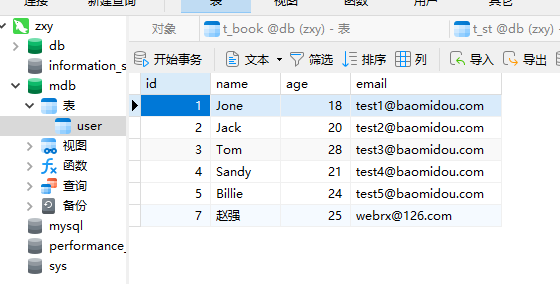 连接 新建查询 表 视图 函数 用户 其它
zxy
db
information_s
mdb
表
user
视图
函数
查询
备份
mysql
performance_
sys
对象 t_book @db (zxy) - 表 t_st @db (zxy) - 表
开始事务 文本 筛选 排序 列 导入 导出
id name age email
1 Jone 18 test1@baomidou.com
2 Jack 20 test2@baomidou.com
3 Tom 28 test3@baomidou.com
4 Sandy 21 test4@baomidou.com
5 Billie 24 test5@baomidou.com
7 赵强 25 webrx@126.com